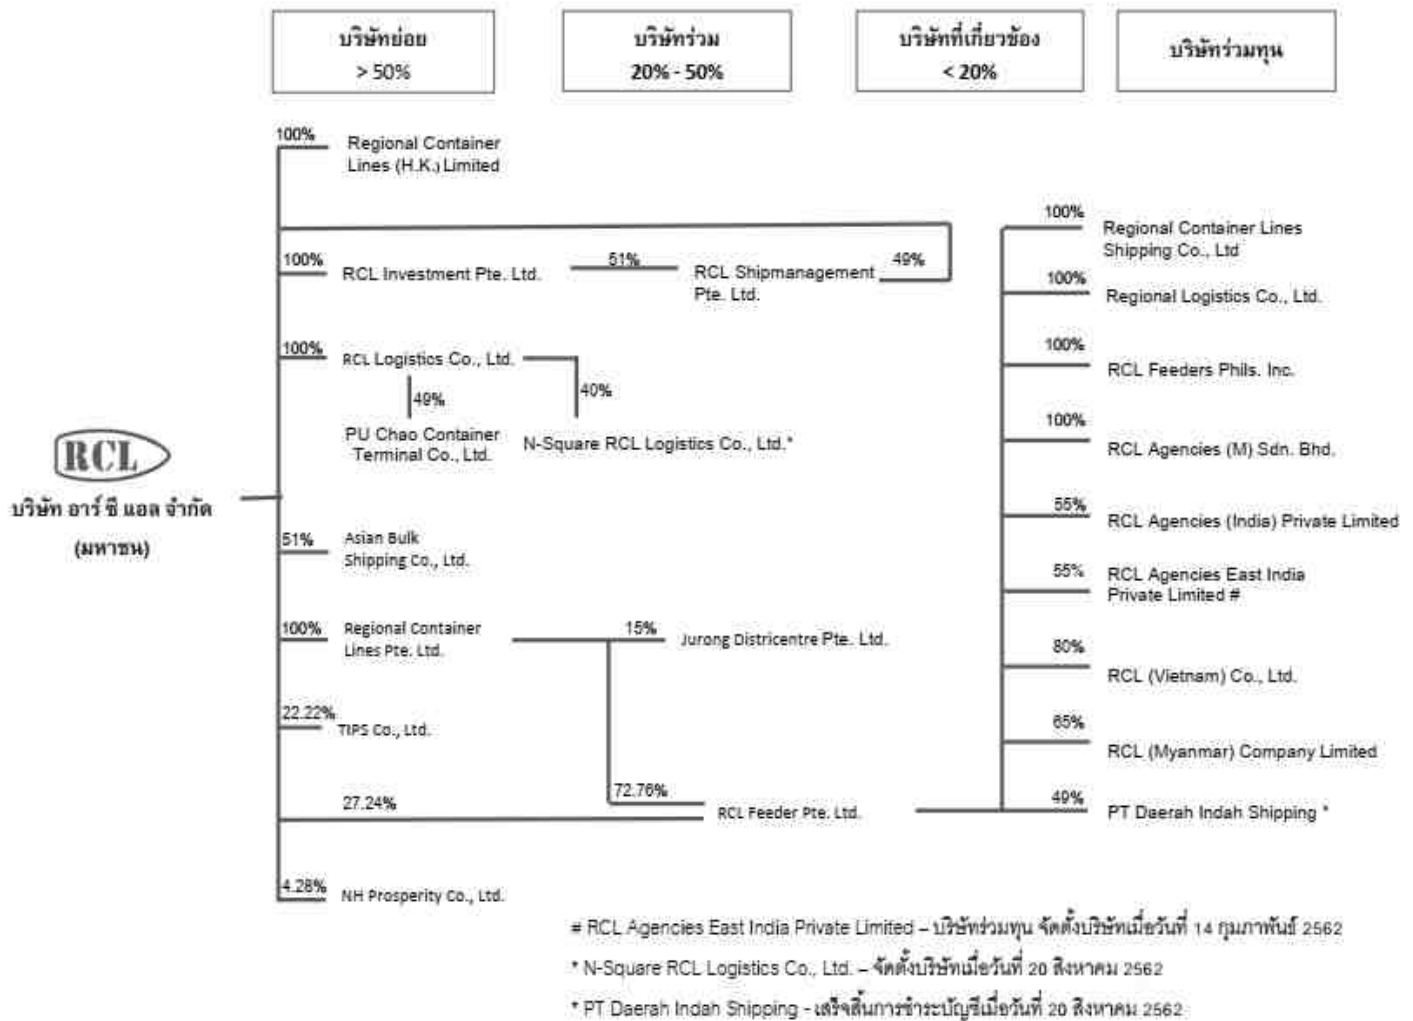 บริษัทย่อย
> 50%
บริษัทร่วม
20% - 50%
บริษัทที่เกี่ยวข้อง
< 20%
บริษัทร่วมทุน
100%
Regional Container
Lines (H.K.) Limited
100%
Regional Container Lines
Shipping Co., Ltd
100%
RCL Investment Pte. Ltd.
51%
RCL Shipmanagement
Pte. Ltd.
49%
100%
Regional Logistics Co., Ltd.
100%
RCL Logistics Co., Ltd.
100%
RCL Feeders Phils. Inc.
49%
40%
PU Chao Container
Terminal Co., Ltd.
N-Square RCL Logistics Co., Ltd.*
100%
RCL Agencies (M) Sdn. Bhd.
RCL
บริษัท อาร์ ซี แอล จำกัด
(มหาชน)
55%
RCL Agencies (India) Private Limited
51%
Asian Bulk
Shipping Co., Ltd.
55%
RCL Agencies East India
Private Limited #
100%
Regional Container
Lines Pte. Ltd.
15%
Jurong Districentre Pte. Ltd.
80%
RCL (Vietnam) Co., Ltd.
22.22%
TIPS Co., Ltd.
65%
RCL (Myanmar) Company Limited
27.24%
72.76%
RCL Feeder Pte. Ltd.
49%
PT Daerah Indah Shipping *
4.28%
NH Prosperity Co., Ltd.
# RCL Agencies East India Private Limited – บริษัทร่วมทุน จัดตั้งบริษัทเมื่อวันที่ 14 กุมภาพันธ์ 2562
* N-Square RCL Logistics Co., Ltd. – จัดตั้งบริษัทเมื่อวันที่ 20 สิงหาคม 2562
* PT Daerah Indah Shipping - เสร็จสิ้นการชำระบัญชีเมื่อวันที่ 20 สิงหาคม 2562